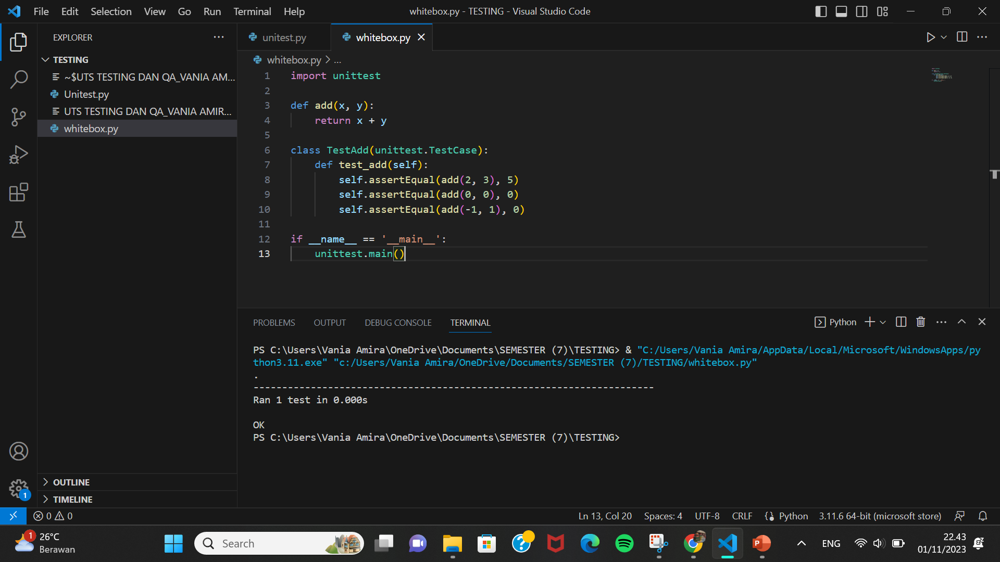 File Edit Selection View Go Run Terminal Help
whitebox.py - TESTING - Visual Studio Code
EXPLORER
TESTING
~$UTS TESTING DAN QA_VANIA AM...
Unitest.py
UTS TESTING DAN QA_VANIA AMIR...
whitebox.py
OUTLINE
TIMELINE
unitest.py
whitebox.py
whitebox.py > ...
1 import unittest
2
3 def add(x, y):
4 return x + y
5
6 class TestAdd(unittest.TestCase):
7 def test_add(self):
8 self.assertEqual(add(2, 3), 5)
9 self.assertEqual(add(0, 0), 0)
10 self.assertEqual(add(-1, 1), 0)
11
12 if __name__ == '__main__':
13 unittest.main()
PROBLEMS OUTPUT DEBUG CONSOLE TERMINAL
Python
PS C:\Users\Vania Amira\OneDrive\Documents\SEMESTER (7)\TESTING> & "C:/Users/Vania Amira/AppData/Local/Microsoft/WindowsApps/py
thon3.11.exe" "c:/Users/Vania Amira/OneDrive/Documents/SEMESTER (7)/TESTING/whitebox.py"
.
----------------------------------------------------------------------
Ran 1 test in 0.000s
OK
PS C:\Users\Vania Amira\OneDrive\Documents\SEMESTER (7)\TESTING>
1
0 0
Ln 13, Col 20 Spaces: 4 UTF-8 CRLF Python 3.11.6 64-bit (microsoft store)
1
26°C
Berawan
Search
ENG
22.43
01/11/2023